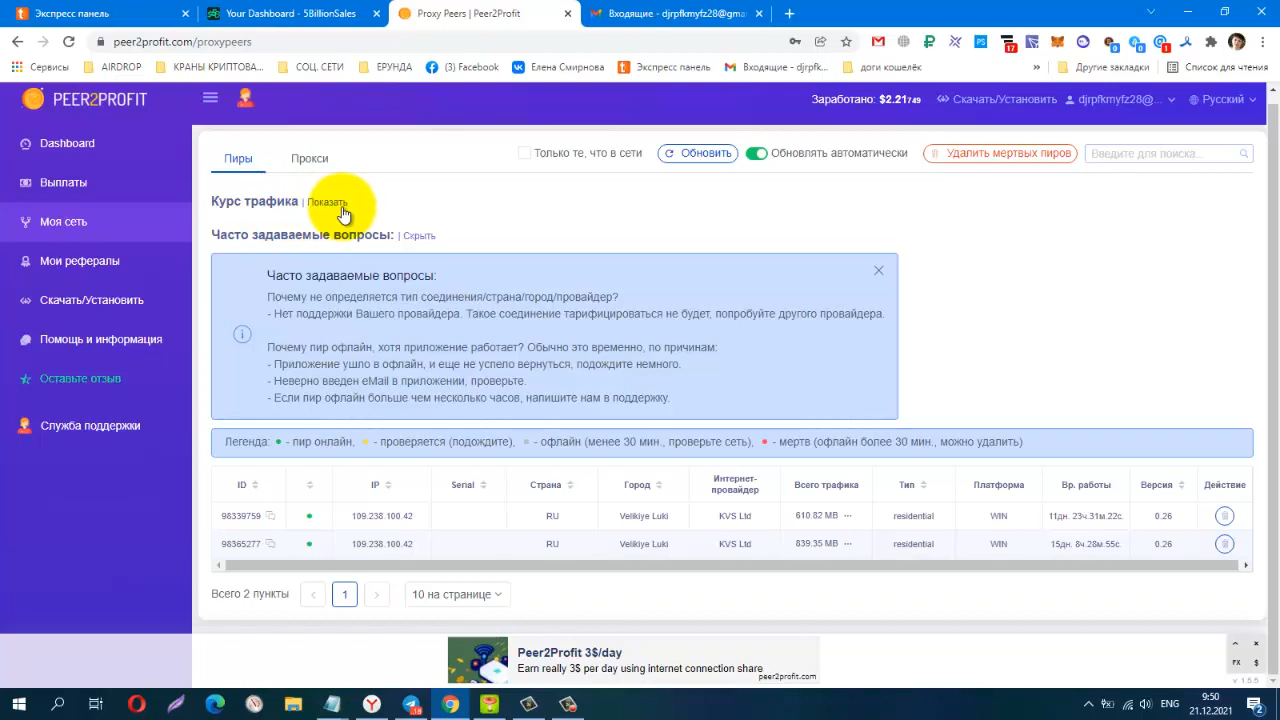 Экспресс панель
Your Dashboard - 5BillionSales
Proxy Peers | Peer2Profit
Входящие - djrpfkmyfz28@gma
peer2profit.com/proxypeers
17
0
0
1
Сервисы
AIRDROP
КРАНЫ КРИПТОВА...
СОЦ. СЕТИ
ЕРУНДА
(3) Facebook
Елена Смирнова
Экспресс панель
Входящие - djrpfk...
доги кошелёк
»
Другие закладки
Список для чтения
PEER2PROFIT
Заработано: $2.21749
Скачать/Установить
djrpfkmyfz28@...
Русский
Dashboard
Выплаты
Моя сеть
Мои рефералы
Скачать/Установить
Помощь и информация
Оставьте отзыв
Служба поддержки
Пиры
Прокси
Только те, что в сети
Обновить
Обновлять автоматически
Удалить мертвых пиров
Введите для поиска...
Курс трафика | Показать
Часто задаваемые вопросы: | Скрыть
Часто задаваемые вопросы:
Почему не определяется тип соединения/страна/город/провайдер?
- Нет поддержки Вашего провайдера. Такое соединение тарифицироваться не будет, попробуйте другого провайдера.
Почему пир офлайн, хотя приложение работает? Обычно это временно, по причинам:
- Приложение ушло в офлайн, и еще не успело вернуться, подождите немного.
- Неверно введен eMail в приложении, проверьте.
- Если пир офлайн больше чем несколько часов, напишите нам в поддержку.
Легенда: ● - пир онлайн, ● - проверяется (подождите), ● - офлайн (менее 30 мин., проверьте сеть), ● - мертв (офлайн более 30 мин., можно удалить)
ID IP Serial Страна Город Интернет-провайдер Всего трафика Тип Платформа Вр. работы Версия Действие
98339759 109.238.100.42 RU Velikiye Luki KVS Ltd 610.82 MB ... residential WIN 11дн. 23ч.31м.22с. 0.26
98365277 109.238.100.42 RU Velikiye Luki KVS Ltd 839.35 MB ... residential WIN 15дн. 8ч.28м.55с. 0.26
Всего 2 пункты
1
10 на странице
Peer2Profit 3$/day
Earn really 3$ per day using internet connection share
peer2profit.com
PX $
v 1.5.5
18
ENG
9:50
21.12.2021
2